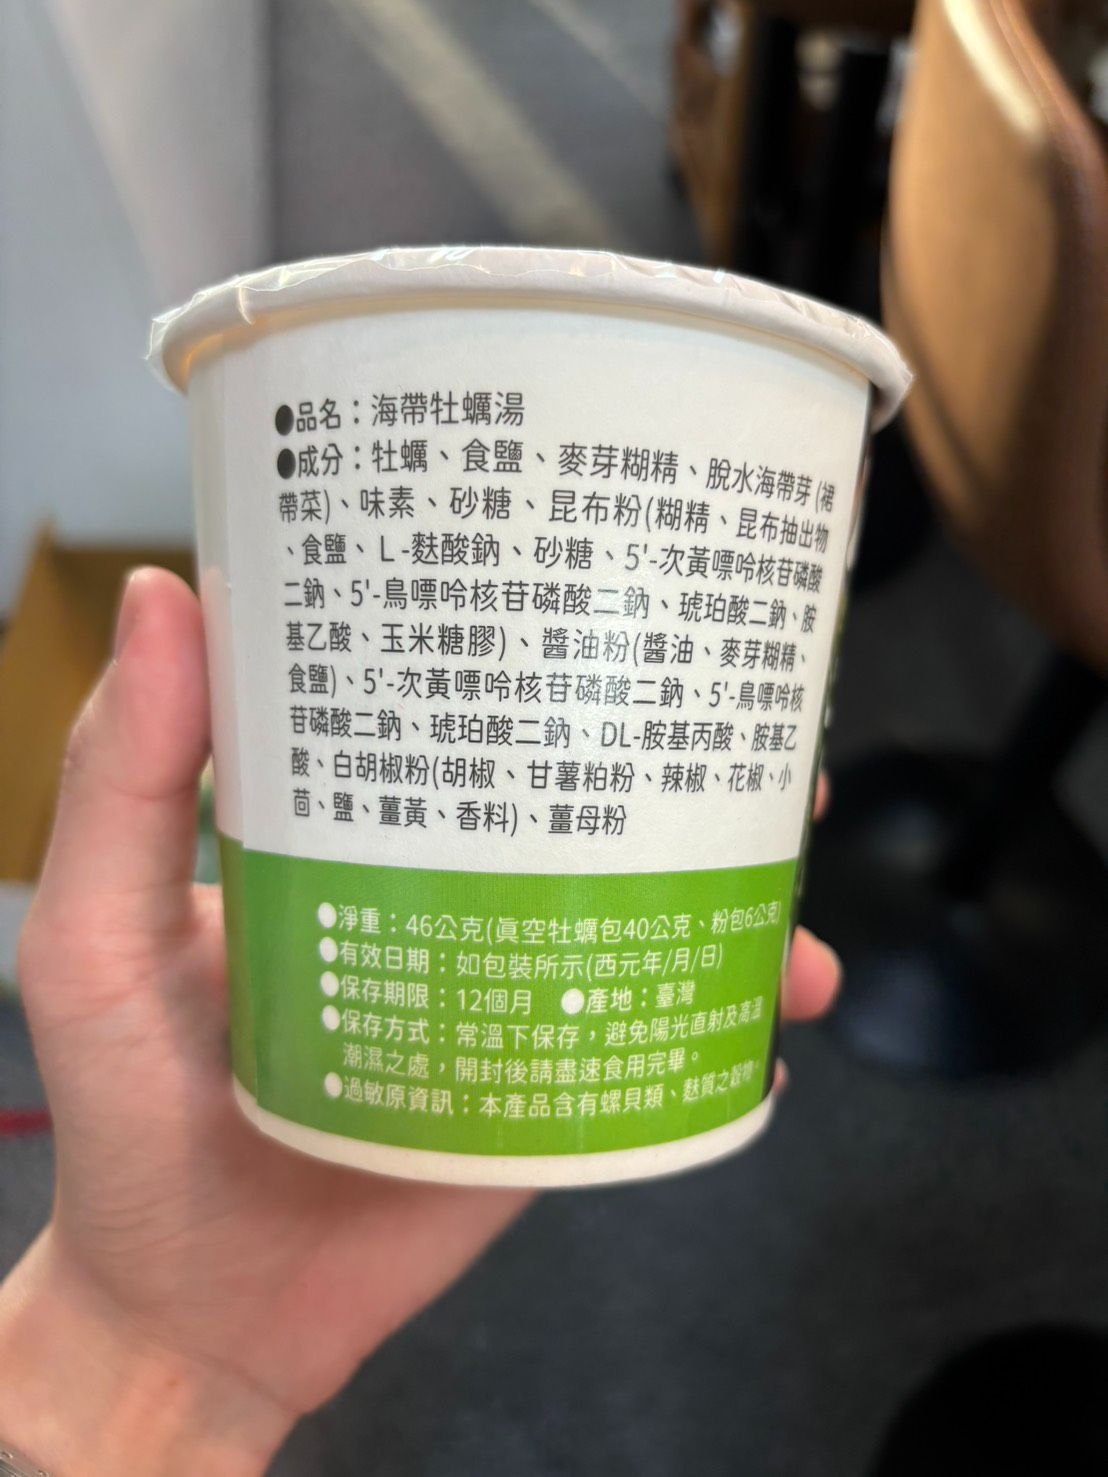 ●品名：海帶牡蠣湯
●成分：牡蠣、食鹽、麥芽糊精、脫水海帶芽(裙
帶菜)、味素、砂糖、昆布粉(糊精、昆布抽出物
、食鹽、L-麩酸鈉、砂糖、5'-次黃嘌呤核苷磷酸
二鈉、5'-鳥嘌呤核苷磷酸二鈉、琥珀酸二鈉、胺
基乙酸、玉米糖膠)、醬油粉(醬油、麥芽糊精、
食鹽)、5'-次黃嘌呤核苷磷酸二鈉、5'-鳥嘌呤核
苷磷酸二鈉、琥珀酸二鈉、DL-胺基丙酸、胺基乙
酸、白胡椒粉(胡椒、甘薯粕粉、辣椒、花椒、小
茴、鹽、薑黃、香料)、薑母粉
●淨重：46公克(真空牡蠣包40公克、粉包6公克)
●有效日期：如包裝所示(西元年/月/日)
●保存期限：12個月 ●產地：臺灣
●保存方式：常溫下保存，避免陽光直射及高溫
潮濕之處，開封後請盡速食用完畢。
●過敏原資訊：本產品含有螺貝類、麩質之穀物